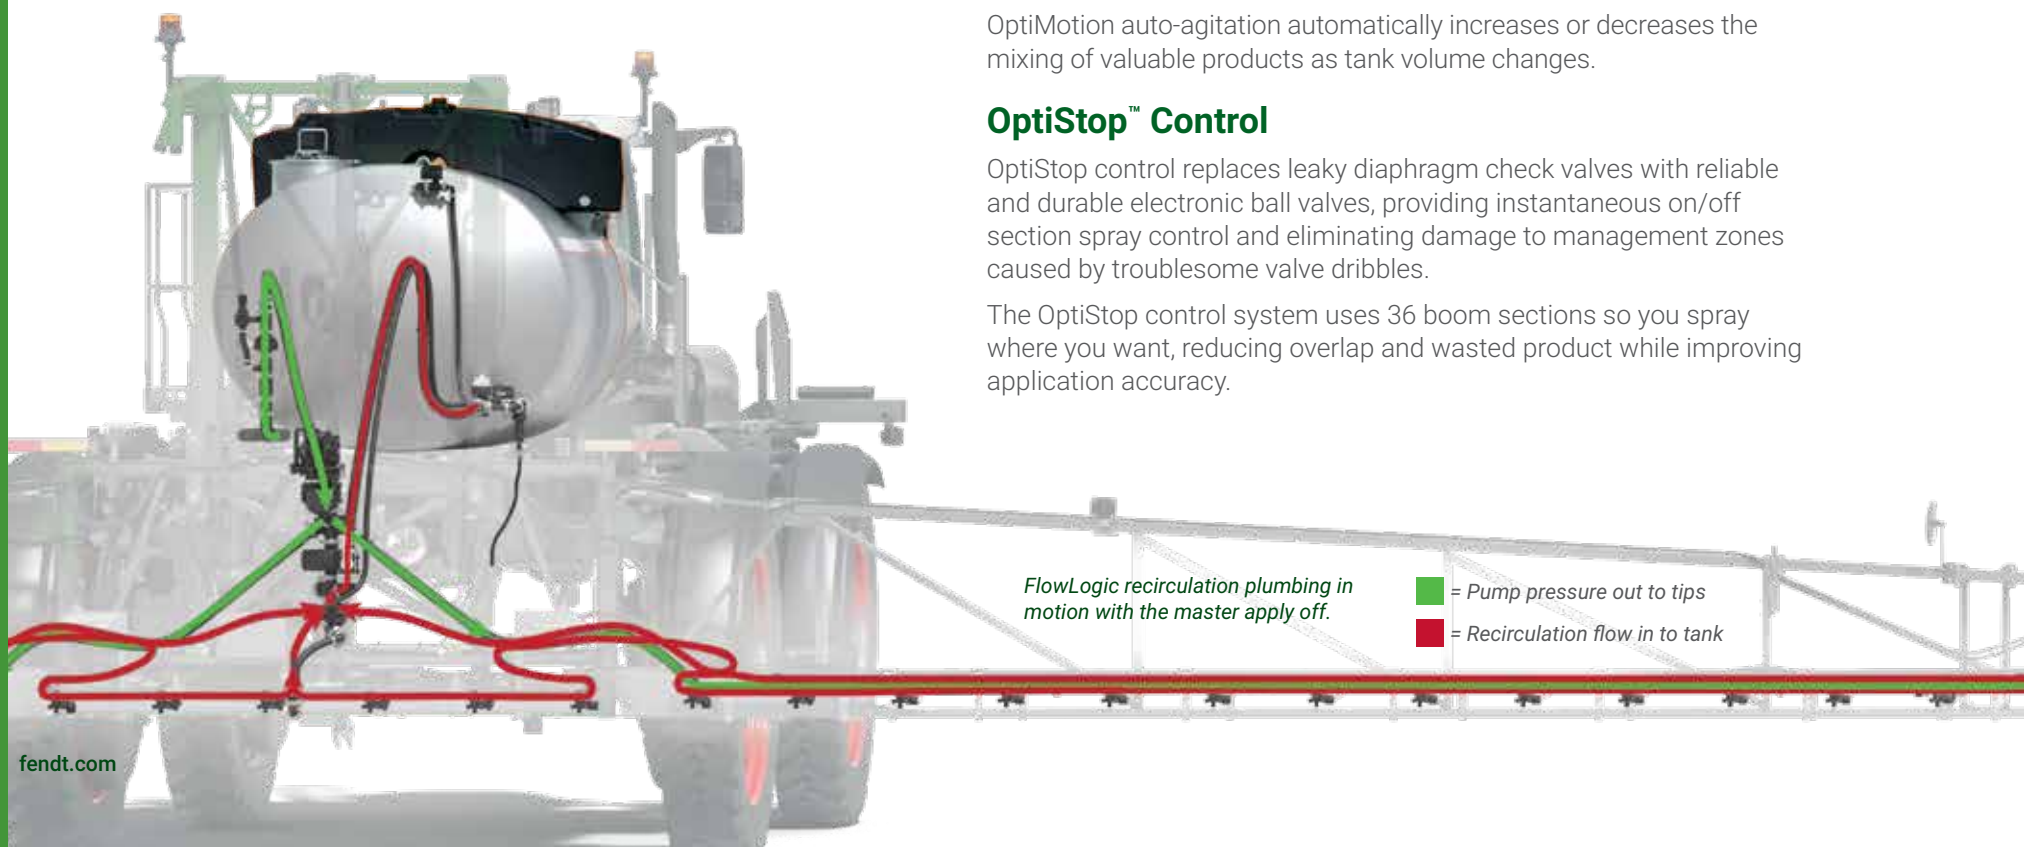 OptiMotion auto-agitation automatically increases or decreases the
mixing of valuable products as tank volume changes.
OptiStop™ Control
OptiStop control replaces leaky diaphragm check valves with reliable
and durable electronic ball valves, providing instantaneous on/off
section spray control and eliminating damage to management zones
caused by troublesome valve dribbles.
The OptiStop control system uses 36 boom sections so you spray
where you want, reducing overlap and wasted product while improving
application accuracy.
FlowLogic recirculation plumbing in
motion with the master apply off.
= Pump pressure out to tips
= Recirculation flow in to tank
fendt.com